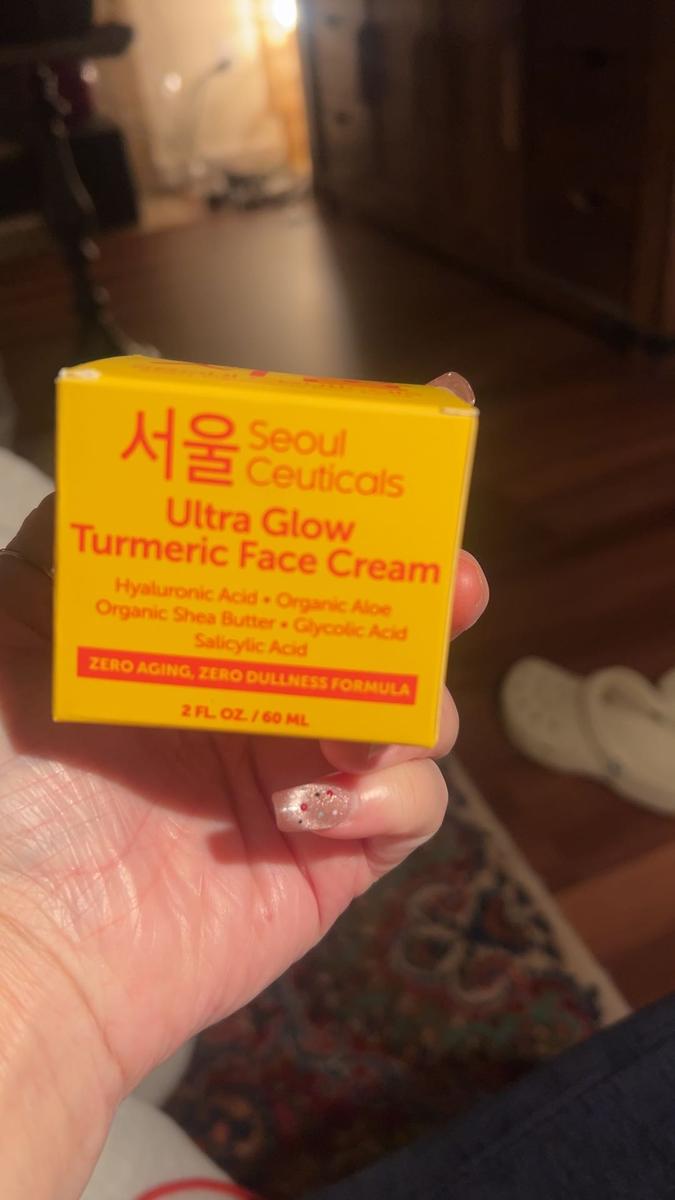 서울 Seoul
Ceuticals
Ultra Glow
Turmeric Face Cream
Hyaluronic Acid • Organic Aloe
Organic Shea Butter • Glycolic Acid
Salicylic Acid
ZERO AGING, ZERO DULLNESS FORMULA
2 FL. OZ. / 60 ML